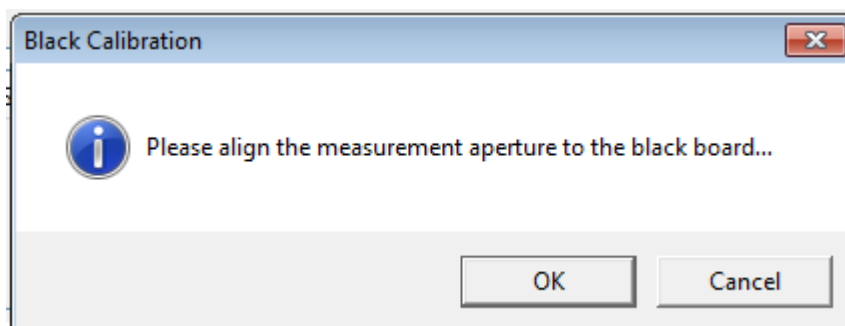 Black Calibration
Please align the measurement aperture to the black board...
OK
Cancel